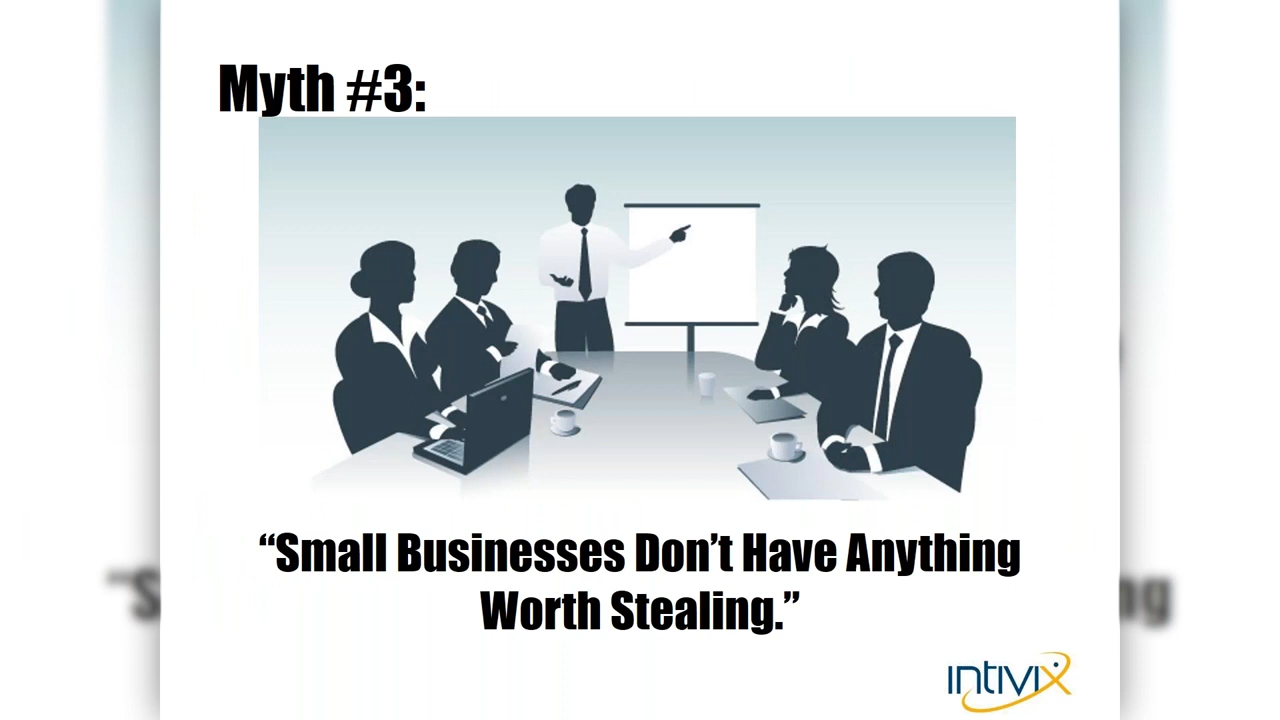 Myth #3:
“Small Businesses Don’t Have Anything
Worth Stealing.”
intivix